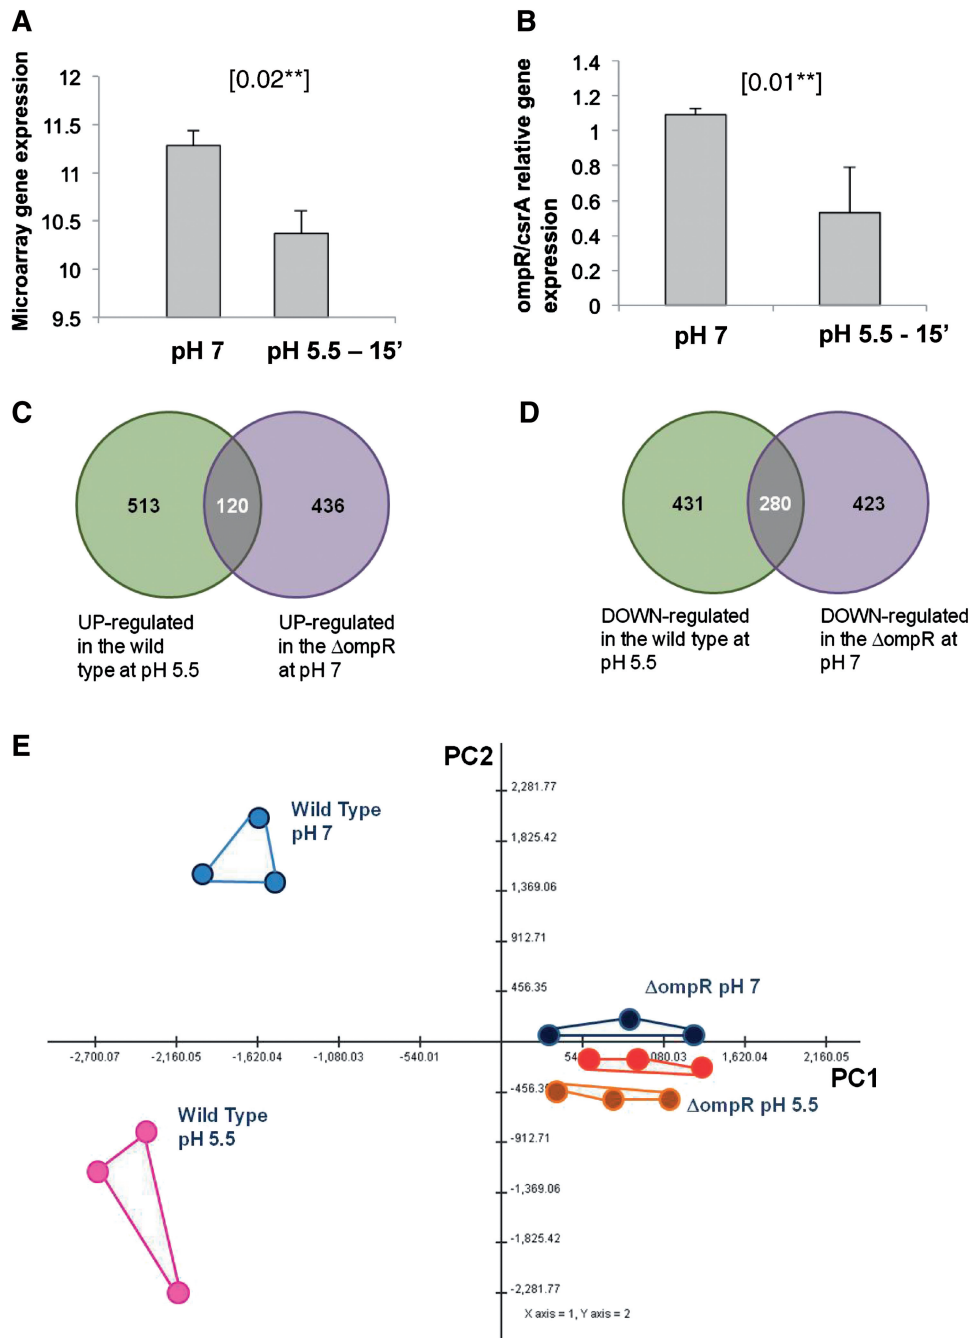 A
Microarray gene expression
12
11.5
11
10.5
10
9.5
[0.02**]
pH 7
pH 5.5 – 15’
B
ompR/csrA relative gene
expression
1.4
1.2
1
0.8
0.6
0.4
0.2
0
[0.01**]
pH 7
pH 5.5 - 15’
C
513
120
436
UP-regulated
in the wild
type at pH 5.5
UP-regulated
in the ΔompR
at pH 7
D
431
280
423
DOWN-regulated
in the wild type at
pH 5.5
DOWN-regulated
in the ΔompR at
pH 7
E
PC2
2,281.77
1,825.42
1,369.06
912.71
456.35
Wild Type
pH 7
ΔompR pH 7
-2,700.07
-2,160.05
-1,620.04
-1,080.03
-540.01
54
080.03
1,620.04
2,160.05
PC1
-456.35
ΔompR pH 5.5
Wild Type
pH 5.5
-912.71
-1,369.06
-1,825.42
-2,281.77
X axis = 1, Y axis = 2